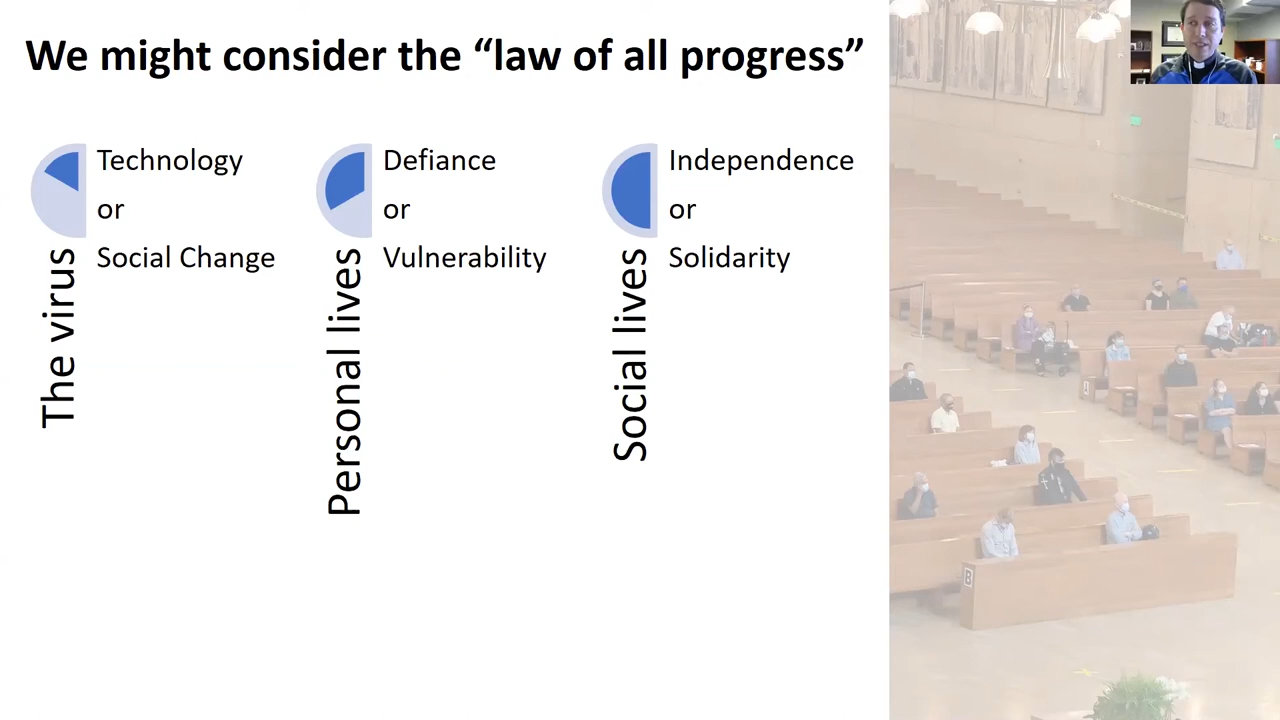 We might consider the “law of all progress”
The virus
Technology
or
Social Change
Personal lives
Defiance
or
Vulnerability
Social lives
Independence
or
Solidarity
B